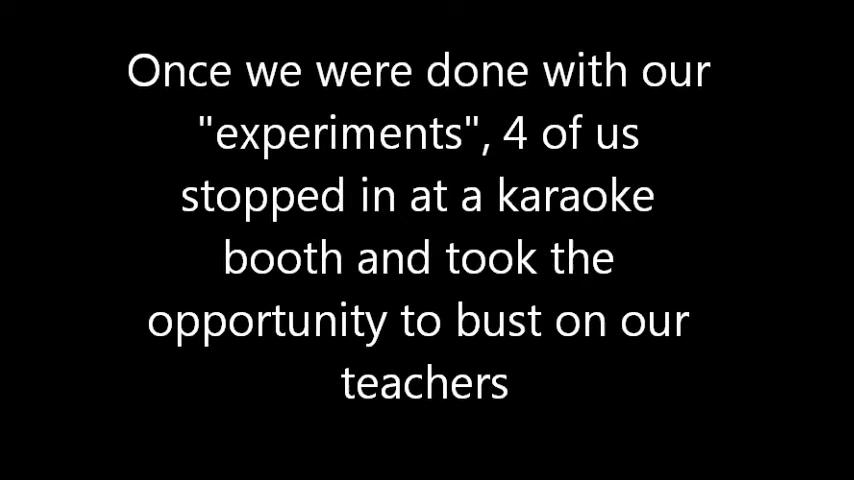 Once we were done with our
"experiments", 4 of us
stopped in at a karaoke
booth and took the
opportunity to bust on our
teachers